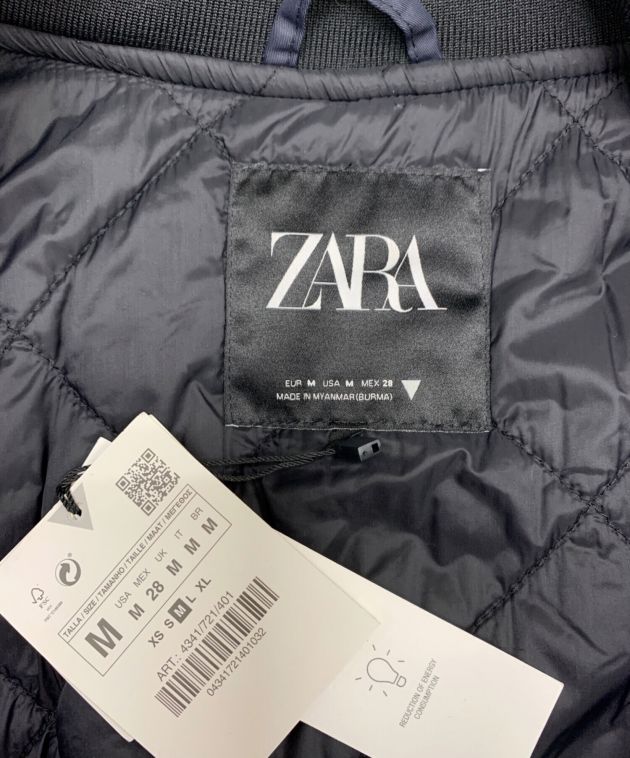 ZARA
EUR M USA M MEX 28
MADE IN MYANMAR(BURMA)
TALLA/SIZE/TAMANHO/TAILLE/MAAT/ΜΕΓΕΘΟΣ
USA MEX UK IT BR
M M 28 M M M
XS S M L XL
ART.: 4341/721/401
04341721401032
FSC
REDUCTION OF ENERGY
CONSUMPTION